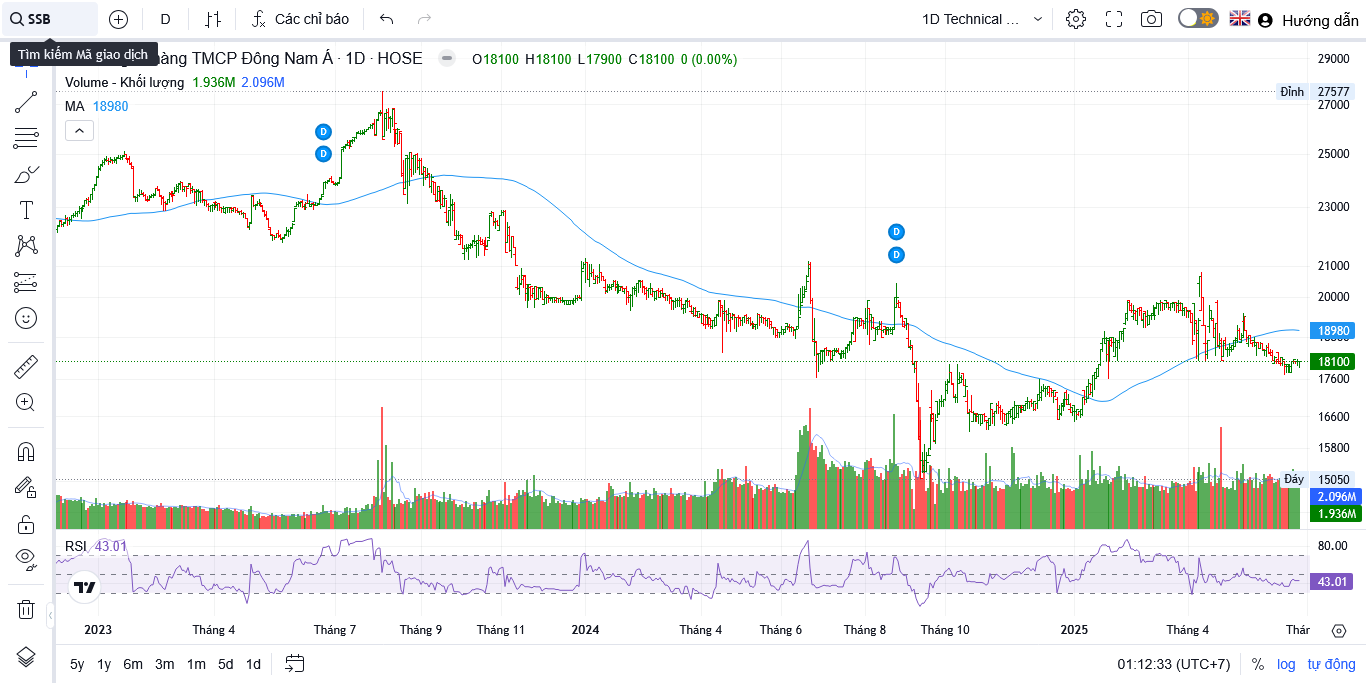 SSB
D
Các chỉ báo
1D Technical ...
Hướng dẫn
Tìm kiếm Mã giao dịch
hàng TMCP Đông Nam Á · 1D · HOSE
O18100 H18100 L17900 C18100 0 (0.00%)
Volume - Khối lượng 1.936M 2.096M
MA 18980
D
D
D
D
29000
Đỉnh 27577
27000
25000
23000
21000
20000
18980
18100
17600
16600
15800
Đáy 15050
2.096M
1.936M
RSI 43.01
80.00
43.01
2023 Tháng 4 Tháng 7 Tháng 9 Tháng 11 2024 Tháng 4 Tháng 6 Tháng 8 Tháng 10 2025 Tháng 4 Thár
5y 1y 6m 3m 1m 5d 1d
01:12:33 (UTC+7) % log tự động